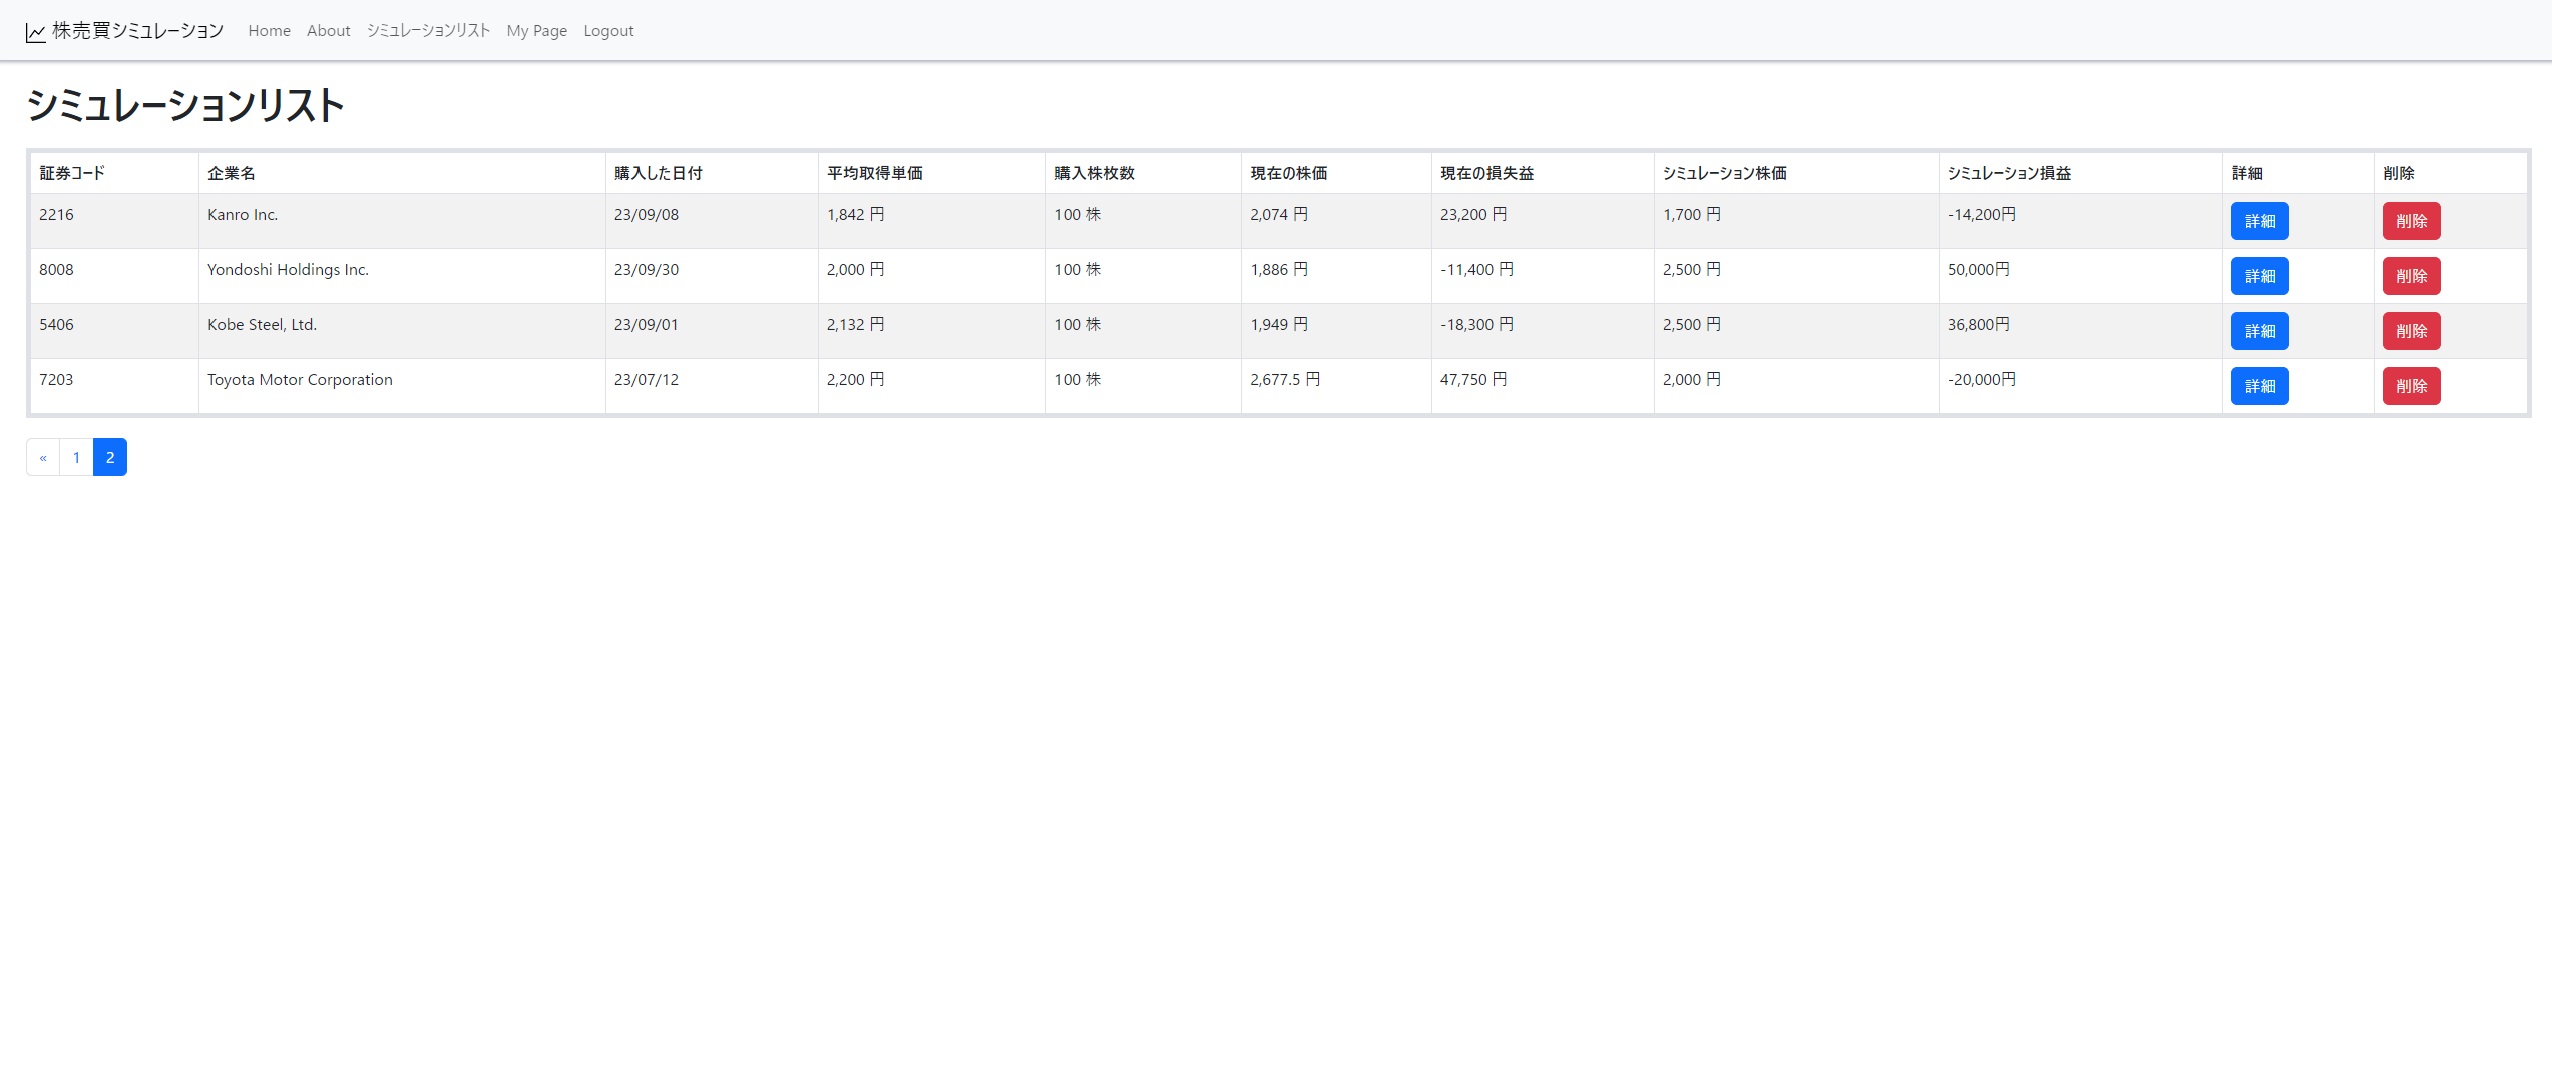 株売買シミュレーション Home About シミュレーションリスト My Page Logout
シミュレーションリスト
証券コード 企業名 購入した日付 平均取得単価 購入株枚数 現在の株価 現在の損失益 シミュレーション株価 シミュレーション損益 詳細 削除
2216 Kanro Inc. 23/09/08 1,842 円 100 株 2,074 円 23,200 円 1,700 円 -14,200円 詳細 削除
8008 Yondoshi Holdings Inc. 23/09/30 2,000 円 100 株 1,886 円 -11,400 円 2,500 円 50,000円 詳細 削除
5406 Kobe Steel, Ltd. 23/09/01 2,132 円 100 株 1,949 円 -18,300 円 2,500 円 36,800円 詳細 削除
7203 Toyota Motor Corporation 23/07/12 2,200 円 100 株 2,677.5 円 47,750 円 2,000 円 -20,000円 詳細 削除
« 1 2